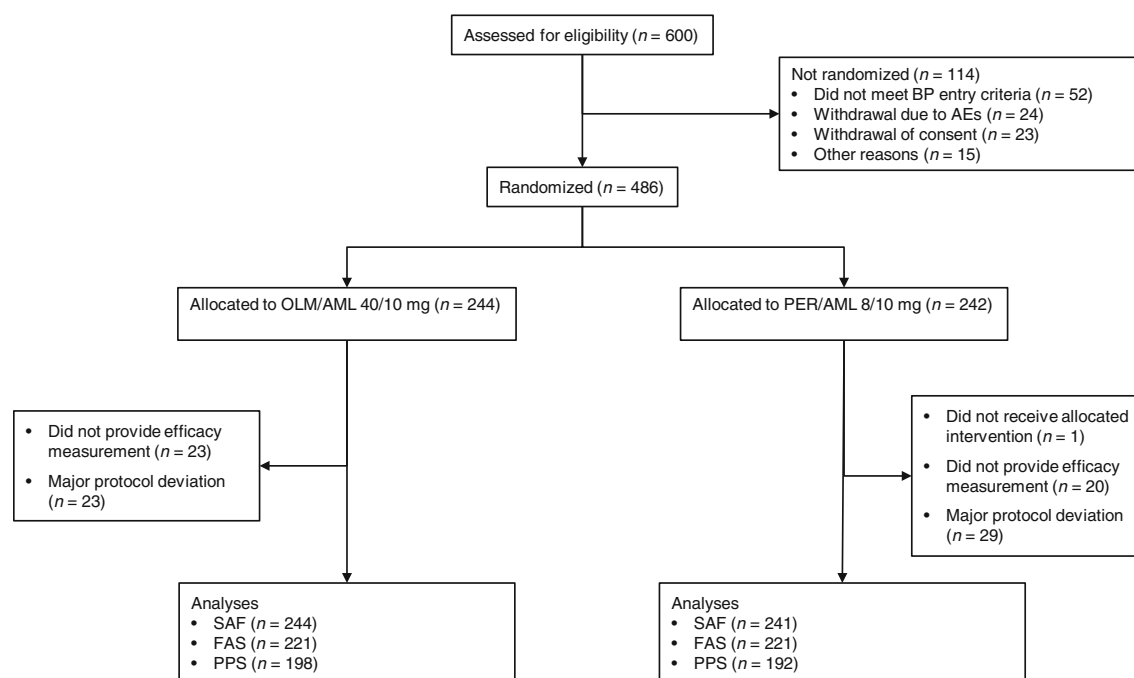 Assessed for eligibility (n = 600)
Not randomized (n = 114)
• Did not meet BP entry criteria (n = 52)
• Withdrawal due to AEs (n = 24)
• Withdrawal of consent (n = 23)
• Other reasons (n = 15)
Randomized (n = 486)
Allocated to OLM/AML 40/10 mg (n = 244)
Allocated to PER/AML 8/10 mg (n = 242)
• Did not provide efficacy
measurement (n = 23)
• Major protocol deviation
(n = 23)
• Did not receive allocated
intervention (n = 1)
• Did not provide efficacy
measurement (n = 20)
• Major protocol deviation
(n = 29)
Analyses
• SAF (n = 244)
• FAS (n = 221)
• PPS (n = 198)
Analyses
• SAF (n = 241)
• FAS (n = 221)
• PPS (n = 192)